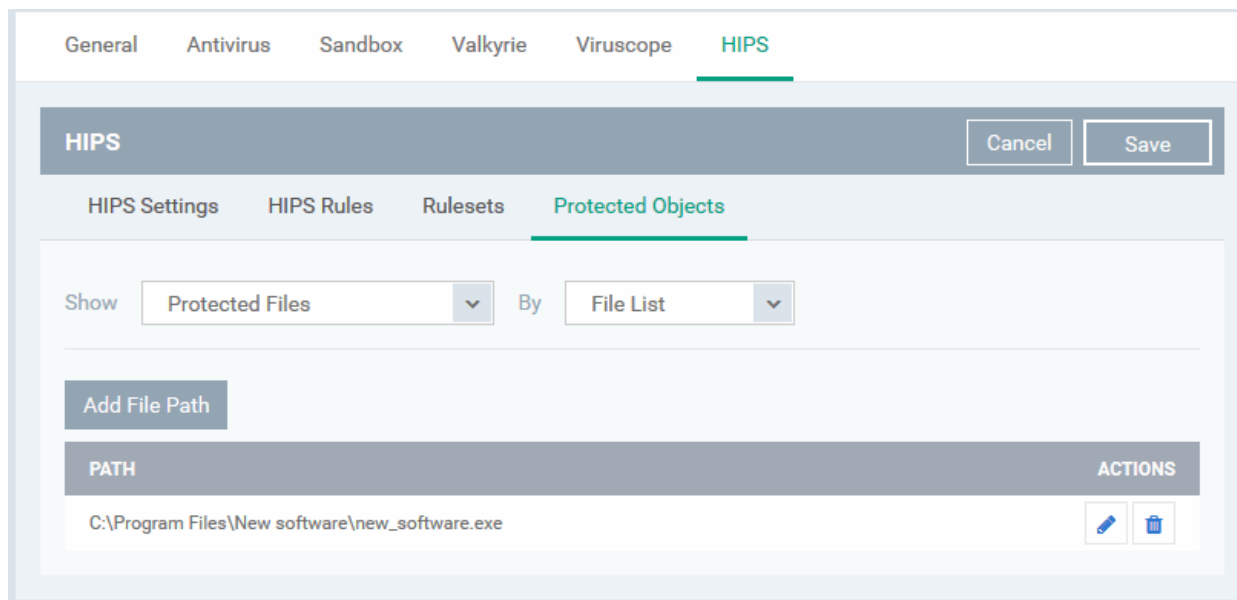 General Antivirus Sandbox Valkyrie Viruscope HIPS
HIPS Cancel Save
HIPS Settings HIPS Rules Rulesets Protected Objects
Show Protected Files By File List
Add File Path
PATH ACTIONS
C:\Program Files\New software\new_software.exe